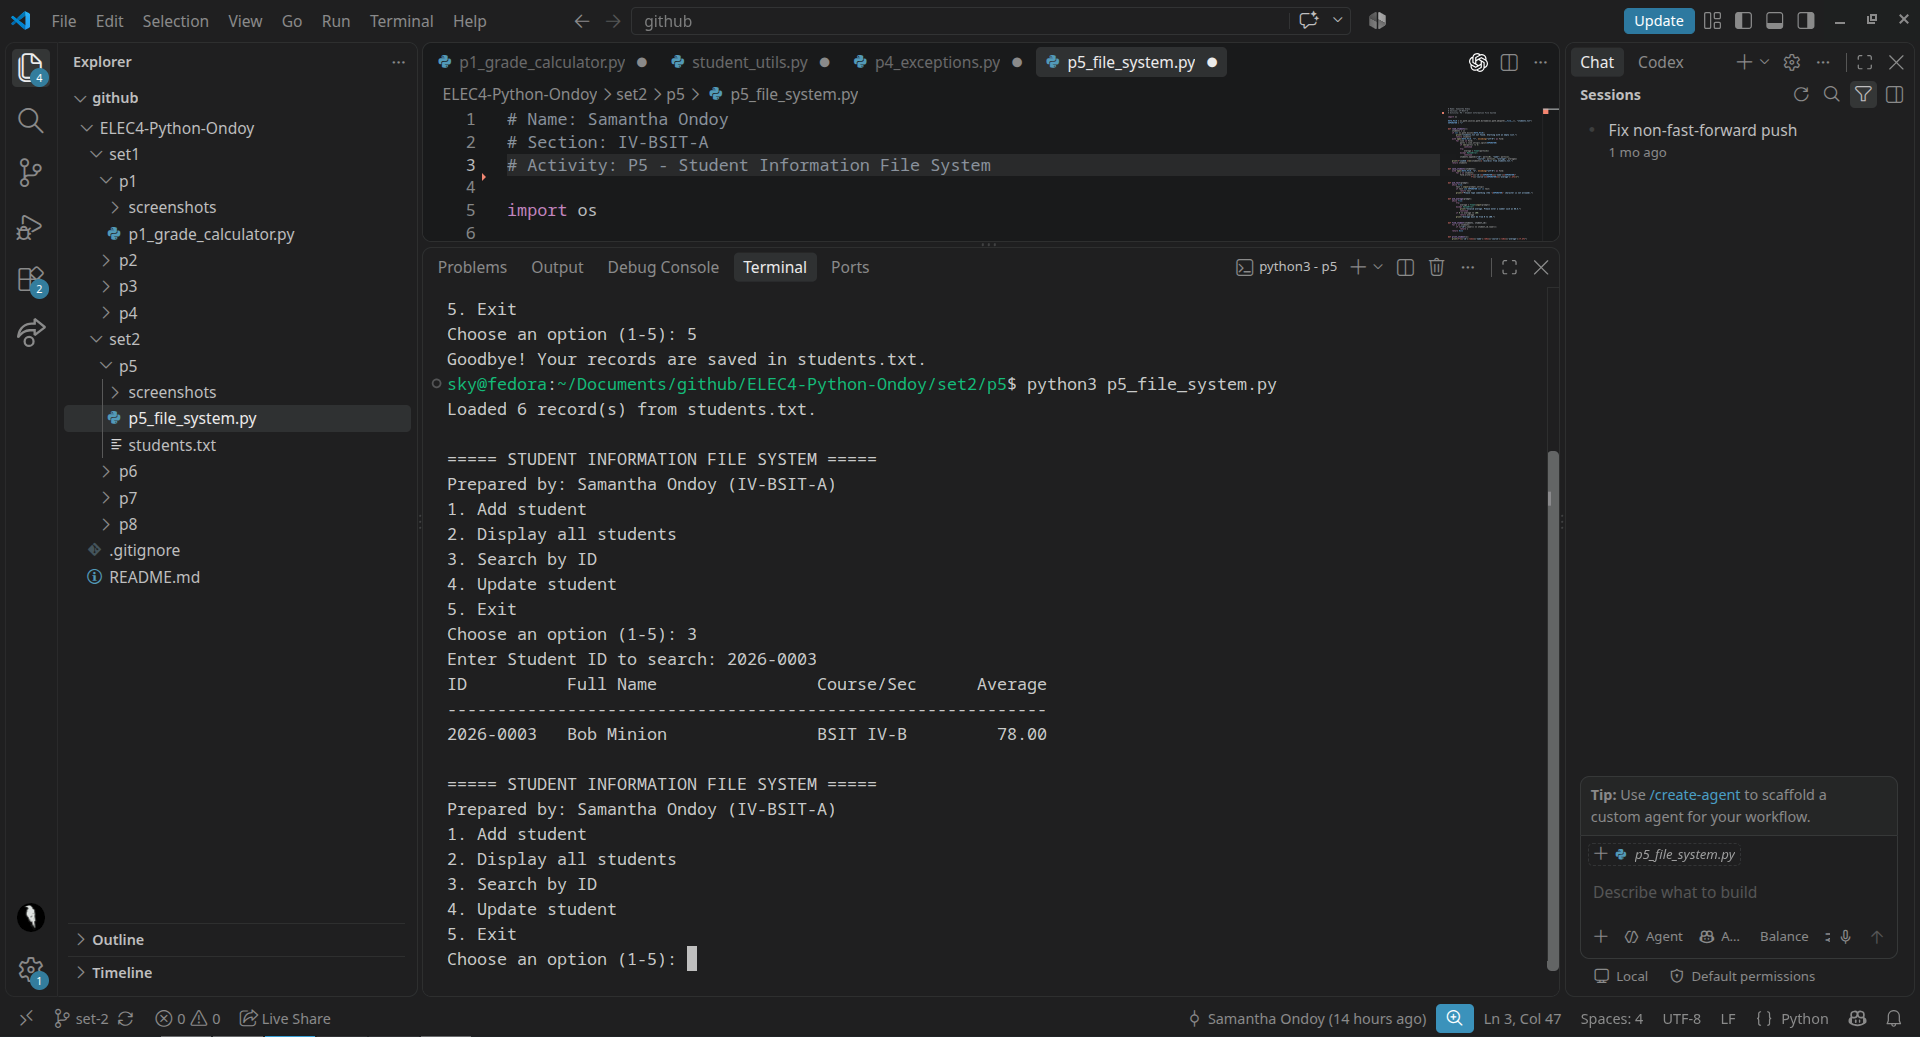 File Edit Selection View Go Run Terminal Help
github
Update
Explorer
4
github
ELEC4-Python-Ondoy
set1
p1
screenshots
p1_grade_calculator.py
p2
p3
p4
set2
p5
screenshots
p5_file_system.py
students.txt
p6
p7
p8
.gitignore
README.md
2
Outline
Timeline
1
p1_grade_calculator.py student_utils.py p4_exceptions.py p5_file_system.py
ELEC4-Python-Ondoy > set2 > p5 > p5_file_system.py
1 # Name: Samantha Ondoy
2 # Section: IV-BSIT-A
3 # Activity: P5 - Student Information File System
4
5 import os
6
Problems Output Debug Console Terminal Ports
python3 - p5
5. Exit
Choose an option (1-5): 5
Goodbye! Your records are saved in students.txt.
sky@fedora:~/Documents/github/ELEC4-Python-Ondoy/set2/p5$ python3 p5_file_system.py
Loaded 6 record(s) from students.txt.
===== STUDENT INFORMATION FILE SYSTEM =====
Prepared by: Samantha Ondoy (IV-BSIT-A)
1. Add student
2. Display all students
3. Search by ID
4. Update student
5. Exit
Choose an option (1-5): 3
Enter Student ID to search: 2026-0003
ID Full Name Course/Sec Average
------------------------------------------------------------
2026-0003 Bob Minion BSIT IV-B 78.00
===== STUDENT INFORMATION FILE SYSTEM =====
Prepared by: Samantha Ondoy (IV-BSIT-A)
1. Add student
2. Display all students
3. Search by ID
4. Update student
5. Exit
Choose an option (1-5):
Chat Codex
Sessions
Fix non-fast-forward push
1 mo ago
Tip: Use /create-agent to scaffold a
custom agent for your workflow.
p5_file_system.py
Describe what to build
Agent A... Balance
Local Default permissions
set-2 0 0 Live Share
Samantha Ondoy (14 hours ago) Ln 3, Col 47 Spaces: 4 UTF-8 LF { } Python